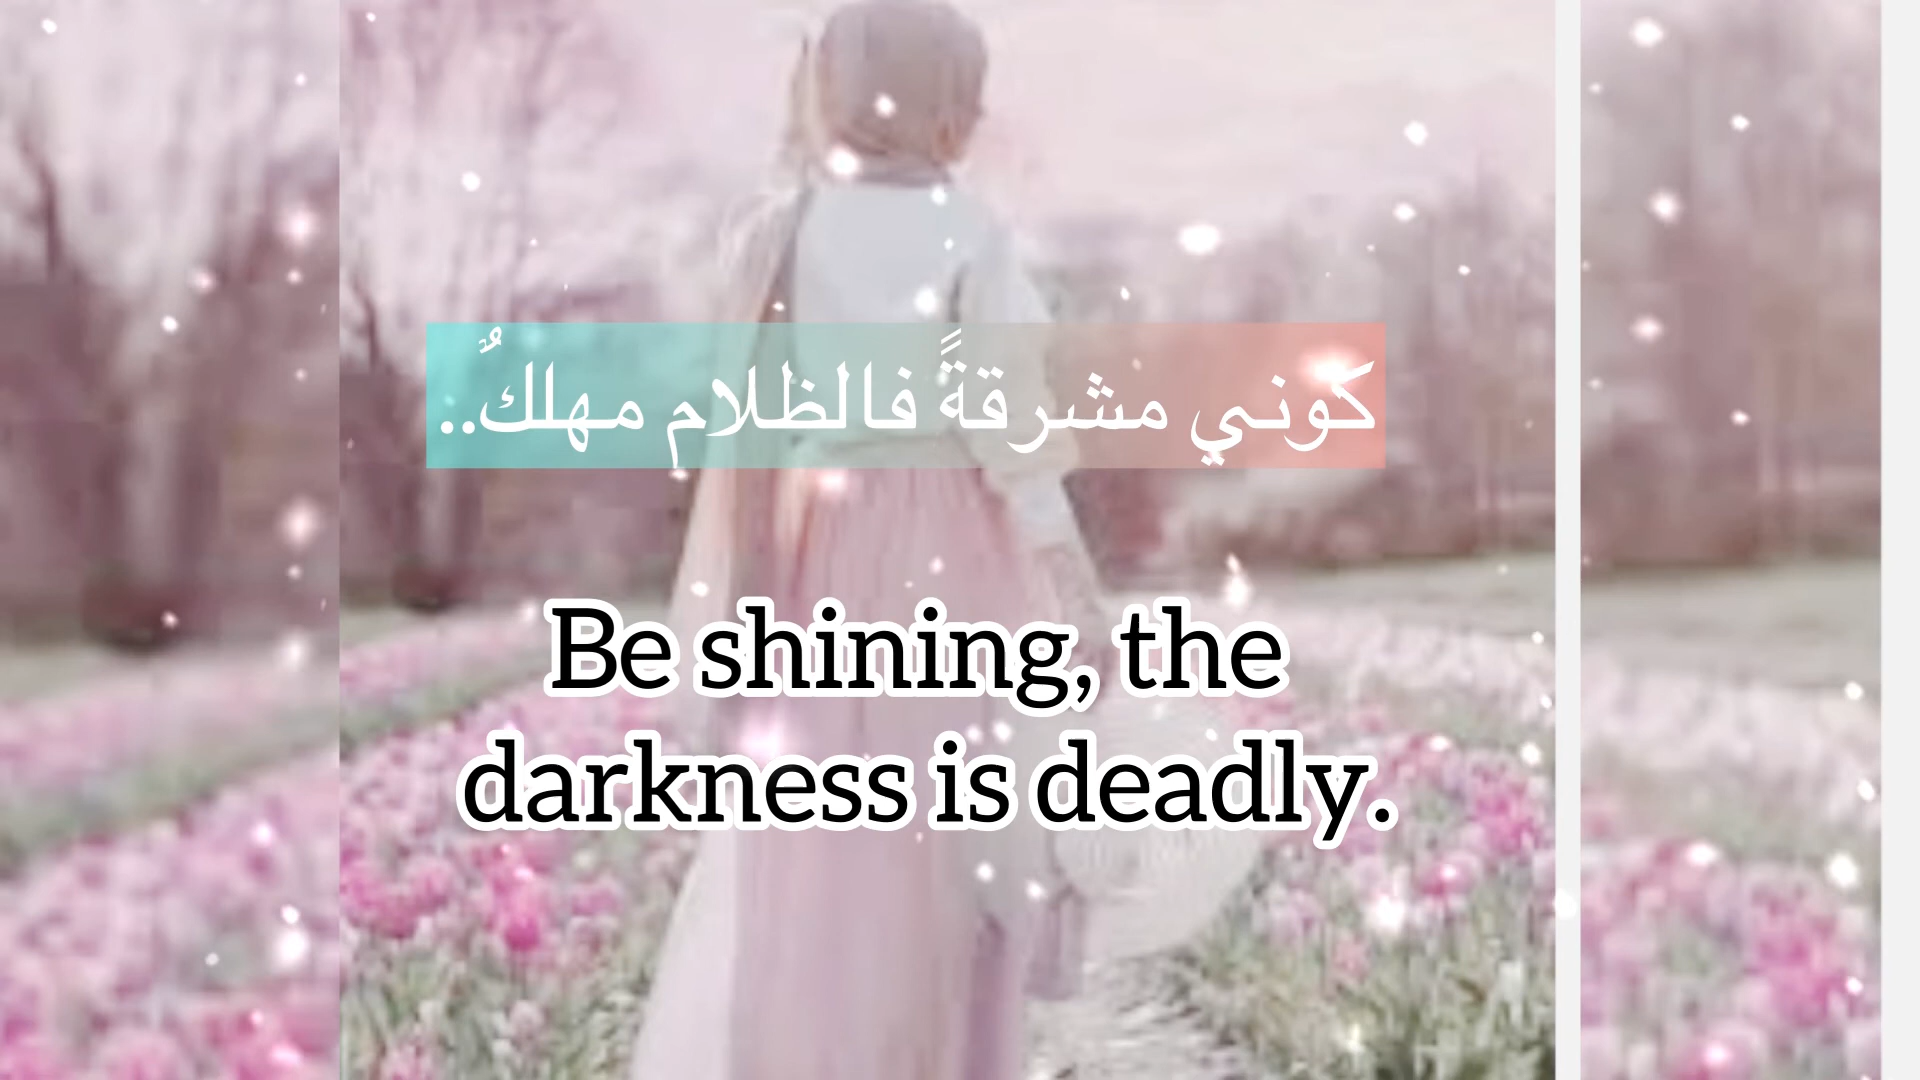 كوني مشرقةً فالظلام مهلكٌ..
Be shining, the
darkness is deadly.